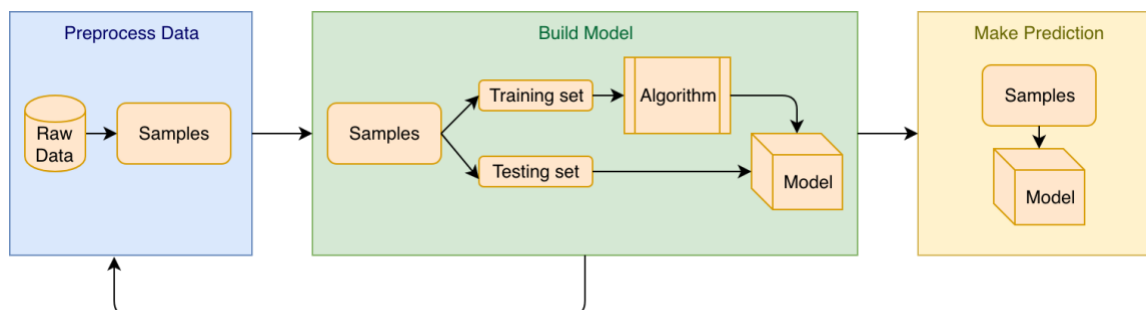 Preprocess Data
Raw
Data
Samples
Build Model
Samples
Training set
Algorithm
Testing set
Model
Make Prediction
Samples
Model